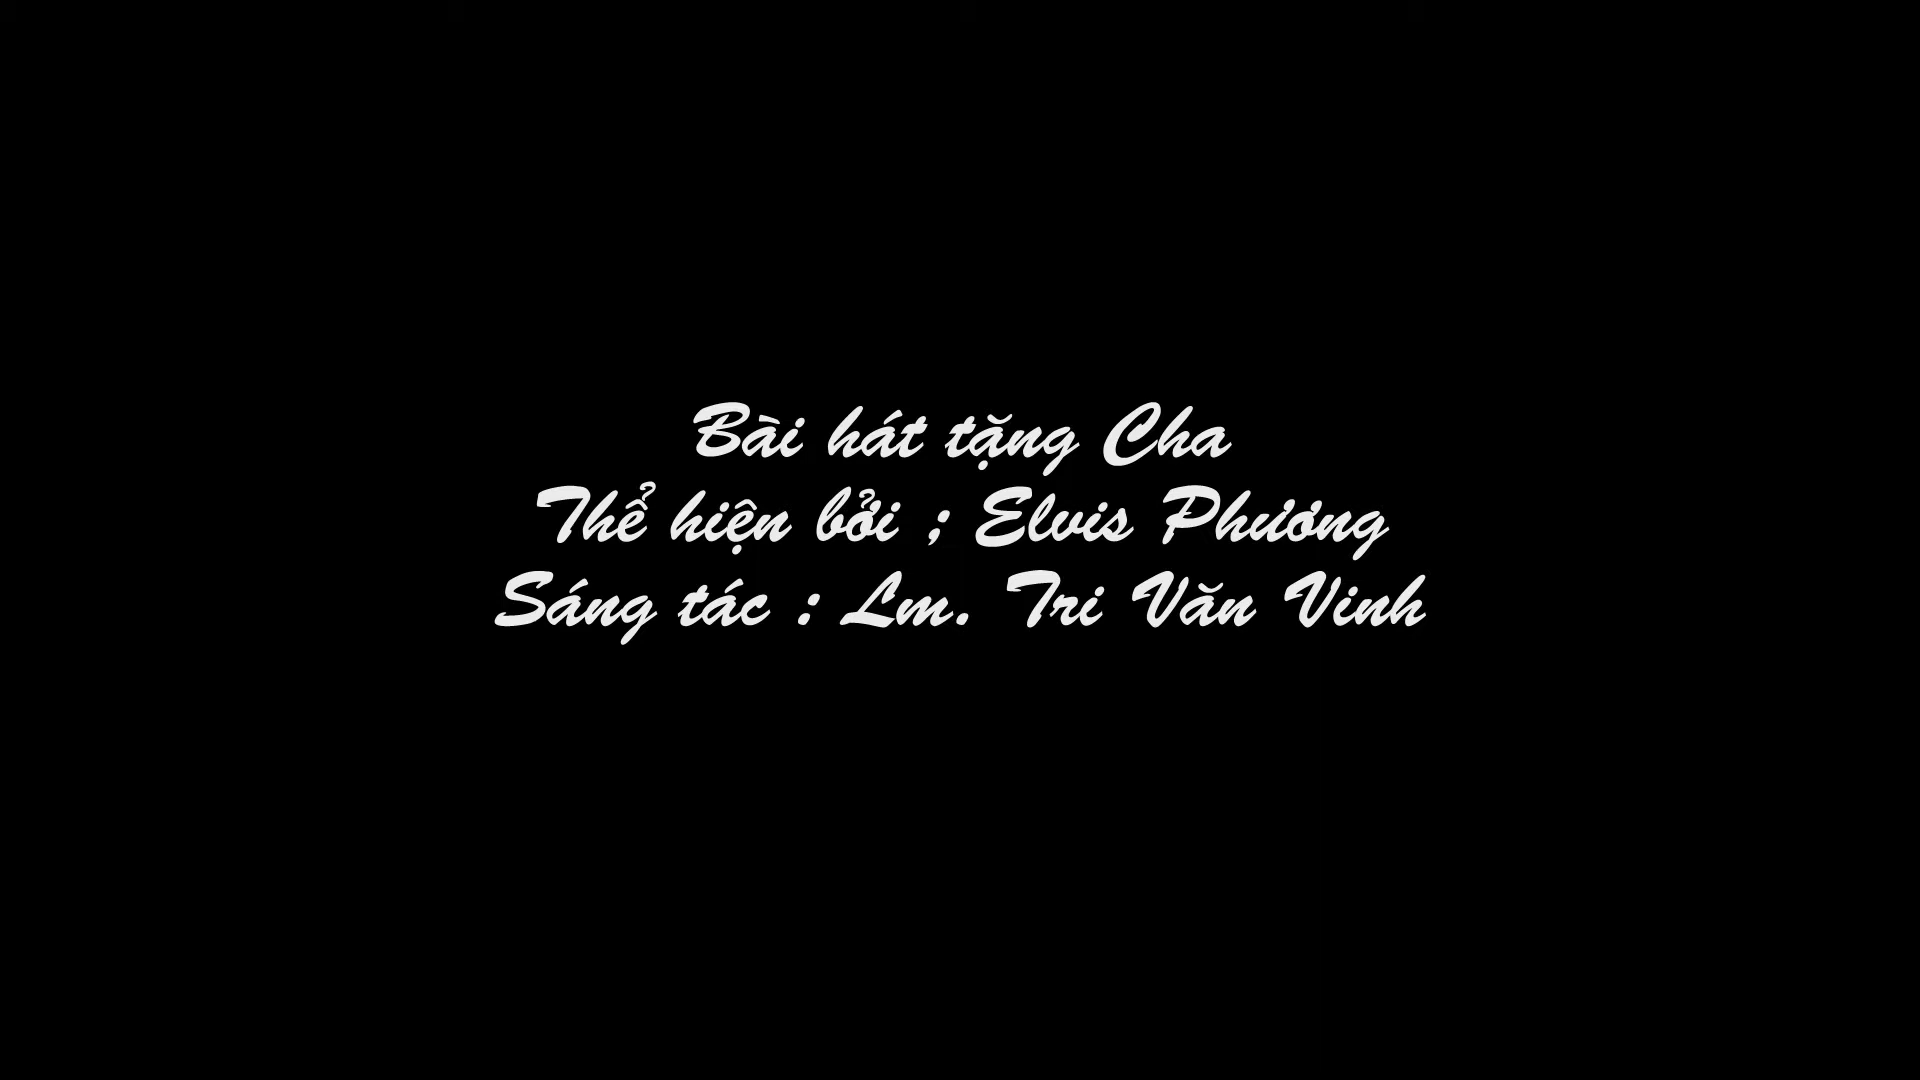 Bài hát tặng Cha
Thể hiện bởi ; Elvis Phương
Sáng tác : Lm. Tri Văn Vinh